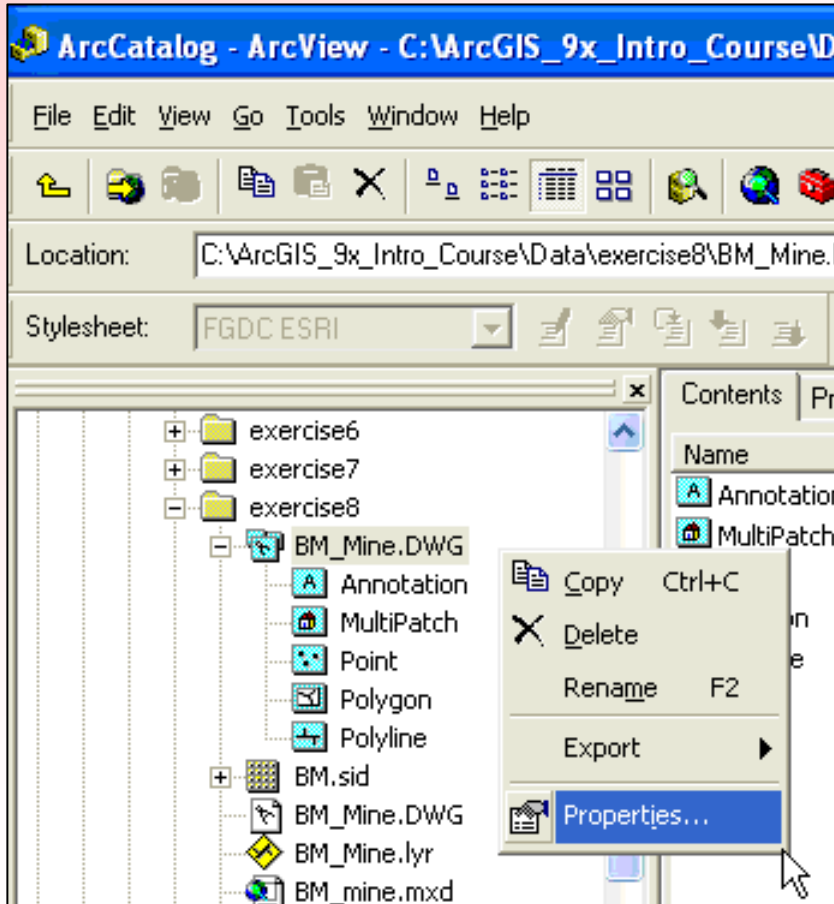 ArcCatalog - ArcView - C:\ArcGIS_9x_Intro_Course\D
File Edit View Go Tools Window Help
Location: C:\ArcGIS_9x_Intro_Course\Data\exercise8\BM_Mine.
Stylesheet: FGDC ESRI
Contents Pr
Name
exercise6
exercise7
exercise8
BM_Mine.DWG
Annotation
MultiPatch
Point
Polygon
Polyline
BM.sid
BM_Mine.DWG
BM_Mine.lyr
BM_mine.mxd
Annotation
MultiPatch
n
e
Copy Ctrl+C
Delete
Rename F2
Export
Properties...